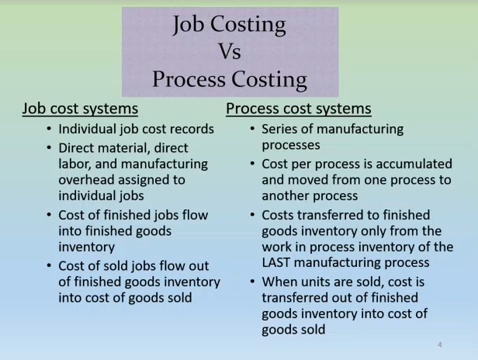 Job Costing
Vs
Process Costing
Job cost systems
• Individual job cost records
• Direct material, direct
labor, and manufacturing
overhead assigned to
individual jobs
• Cost of finished jobs flow
into finished goods
inventory
• Cost of sold jobs flow out
of finished goods inventory
into cost of goods sold
Process cost systems
• Series of manufacturing
processes
• Cost per process is accumulated
and moved from one process to
another process
• Costs transferred to finished
goods inventory only from the
work in process inventory of the
LAST manufacturing process
• When units are sold, cost is
transferred out of finished
goods inventory into cost of
goods sold
4